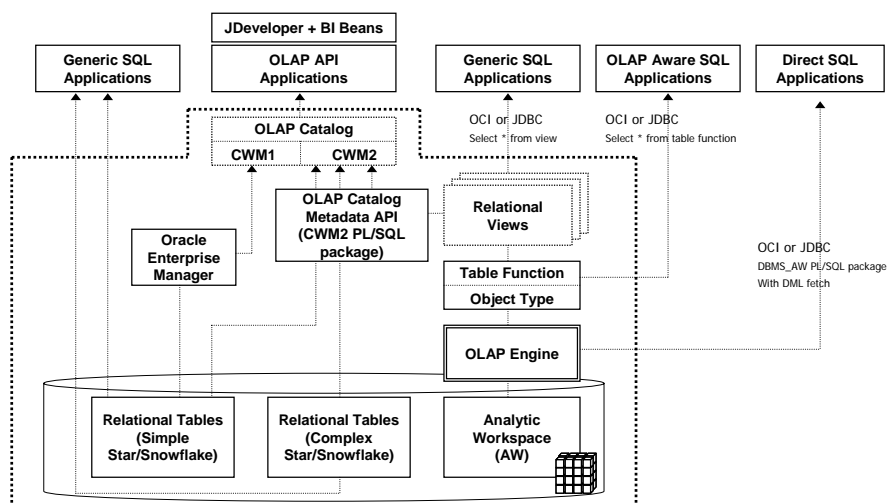 JDeveloper + BI Beans
Generic SQL
Applications
OLAP API
Applications
Generic SQL
Applications
OLAP Aware SQL
Applications
Direct SQL
Applications
OCI or JDBC
Select * from view
OCI or JDBC
Select * from table function
OLAP Catalog
CWM1
CWM2
OLAP Catalog
Metadata API
(CWM2 PL/SQL
package)
Relational
Views
Oracle
Enterprise
Manager
OCI or JDBC
DBMS_AW PL/SQL package
With DML fetch
Table Function
Object Type
OLAP Engine
Relational Tables
(Simple
Star/Snowflake)
Relational Tables
(Complex
Star/Snowflake)
Analytic
Workspace
(AW)